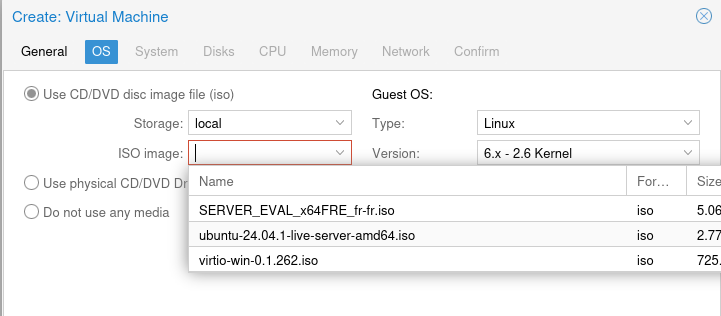 Create: Virtual Machine
General OS System Disks CPU Memory Network Confirm
Use CD/DVD disc image file (iso) Guest OS:
Storage: local Type: Linux
ISO image: Version: 6.x - 2.6 Kernel
Use physical CD/DVD Dr
Name For... Size
Do not use any media
SERVER_EVAL_x64FRE_fr-fr.iso iso 5.06
ubuntu-24.04.1-live-server-amd64.iso iso 2.77
virtio-win-0.1.262.iso iso 725.